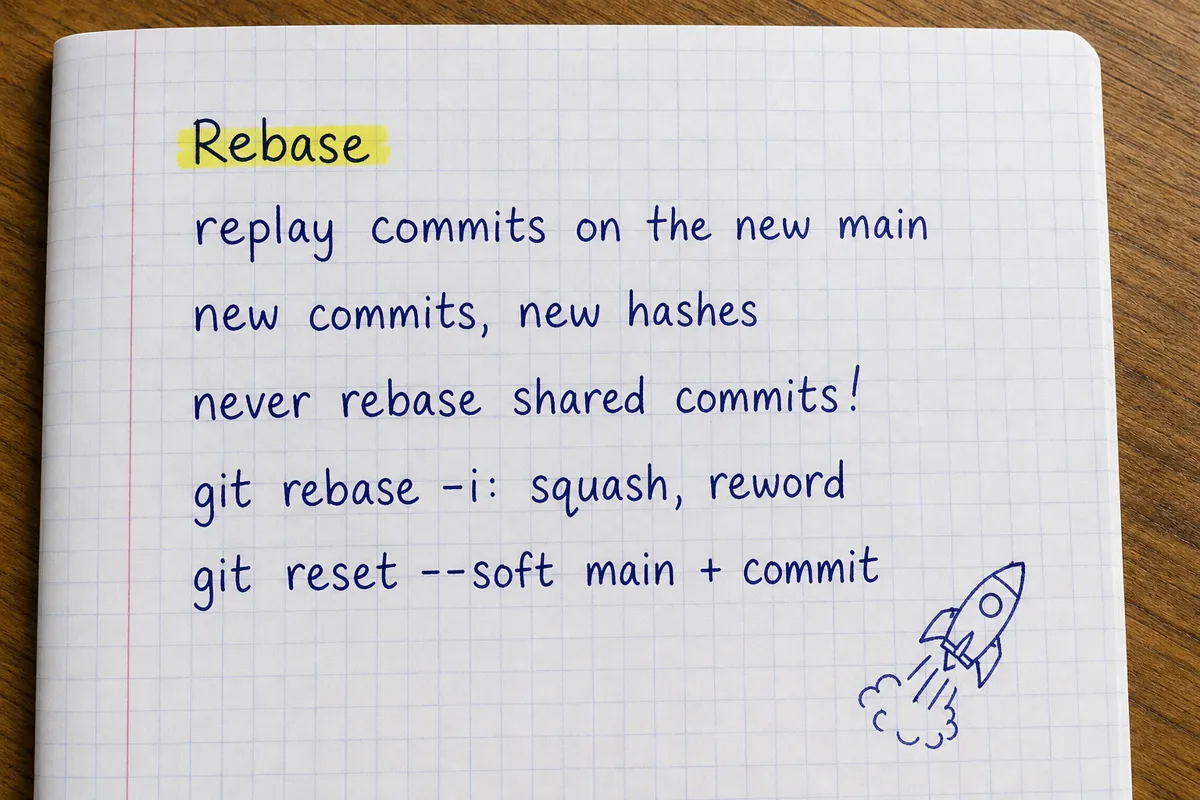 Rebase
replay commits on the new main
new commits, new hashes
never rebase shared commits!
git rebase -i: squash, reword
git reset --soft main + commit